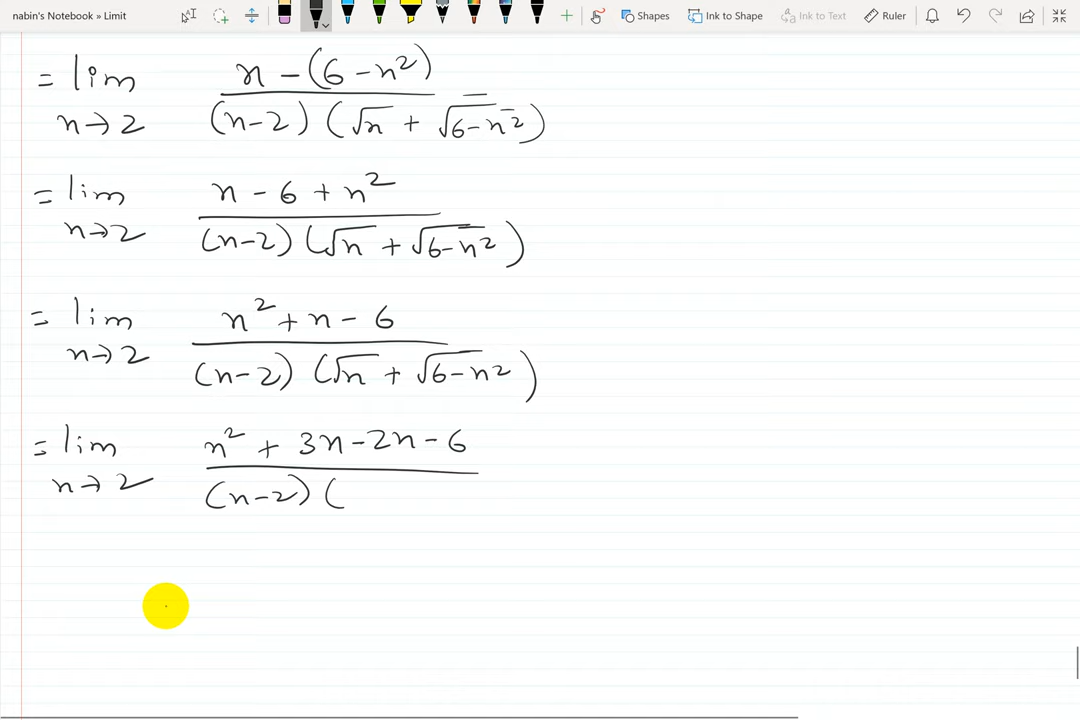 nabin's Notebook » Limit Shapes Ink to Shape Ink to Text Ruler
= lim n→2 n - (6 - n²) / (n-2) (√n + √6-n²)
= lim n→2 n - 6 + n² / (n-2) (√n + √6-n²)
= lim n→2 n² + n - 6 / (n-2) (√n + √6-n²)
= lim n→2 n² + 3n - 2n - 6 / (n-2) (